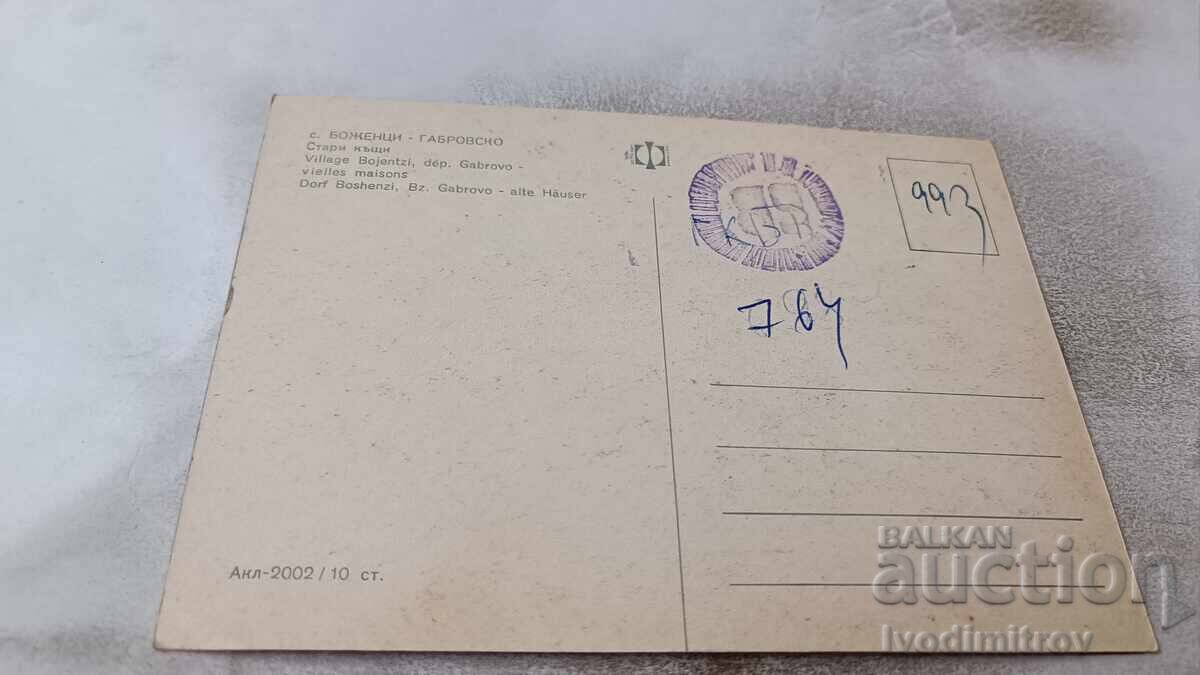 с. БОЖЕНЦИ - ГАБРОВСКО
Стари къщи
Village Bojentzi, dép. Gabrovo -
vielles maisons
Dorf Boshenzi, Bz. Gabrovo - alte Häuser
993
784
Акл-2002 / 10 ст.
BALKAN
auction
Ivodimitrov